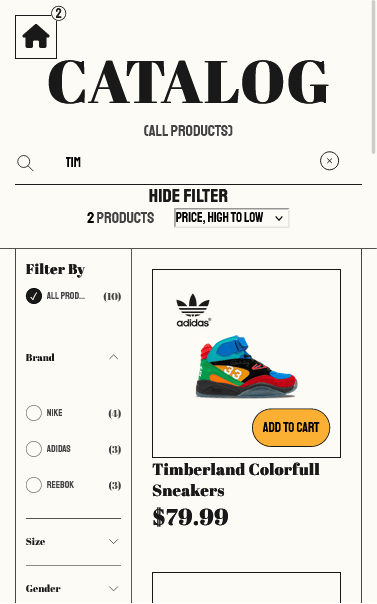 2
CATALOG
(ALL PRODUCTS)
TIM
HIDE FILTER
2 PRODUCTS
PRICE, HIGH TO LOW
Filter By
ALL PROD... (10)
Brand
NIKE (4)
ADIDAS (3)
REEBOK (3)
Size
Gender
adidas
33
ADD TO CART
Timberland Colorfull
Sneakers
$79.99